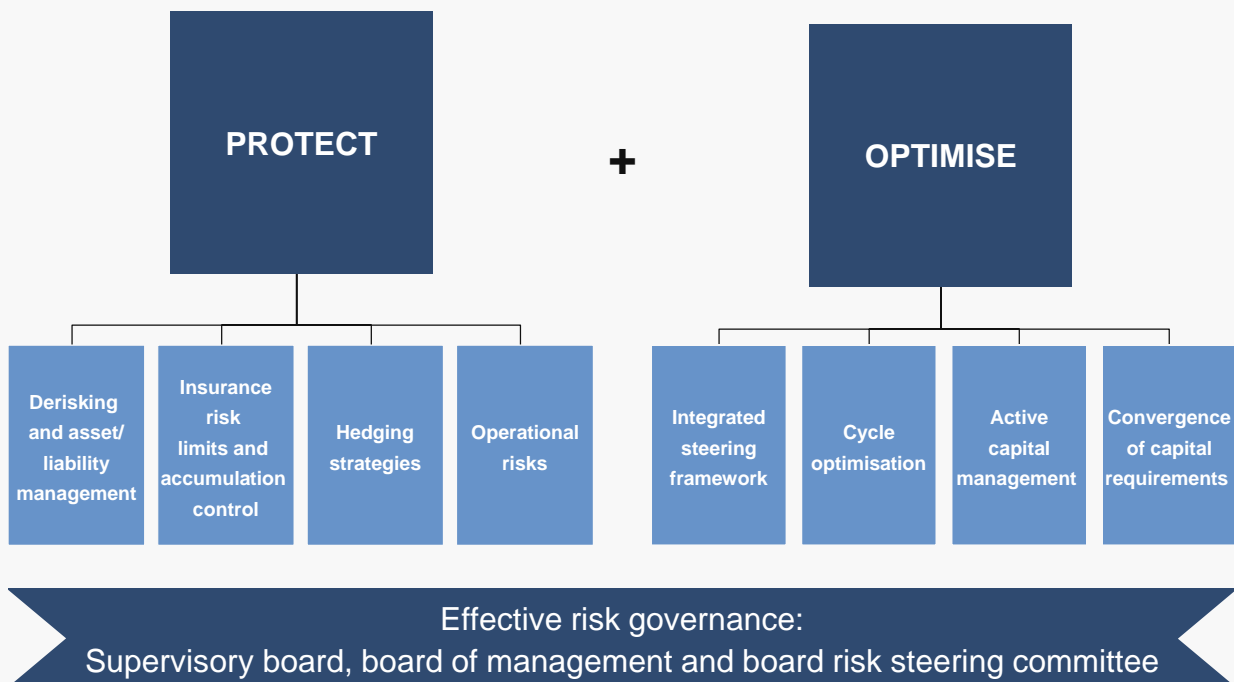 PROTECT
+
OPTIMISE
Derisking
and asset/
liability
management
Insurance
risk
limits and
accumulation
control
Hedging
strategies
Operational
risks
Integrated
steering
framework
Cycle
optimisation
Active
capital
management
Convergence
of capital
requirements
Effective risk governance:
Supervisory board, board of management and board risk steering committee